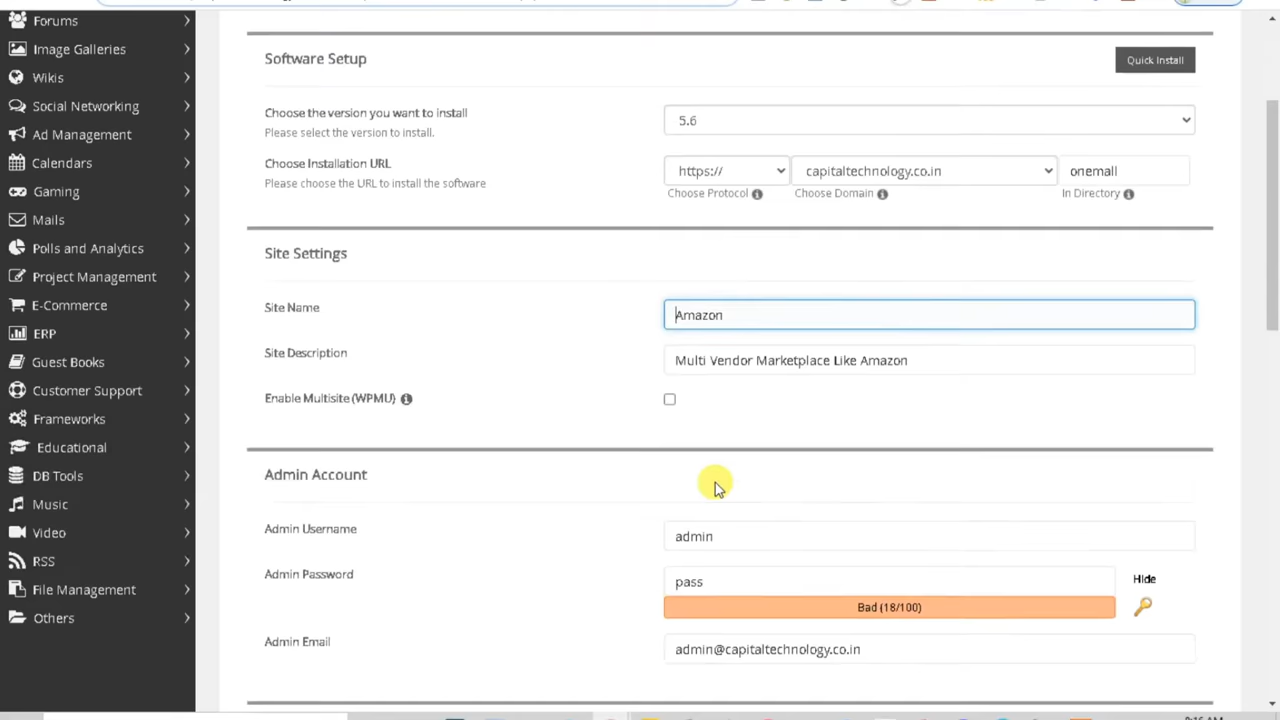 Forums
Image Galleries
Wikis
Social Networking
Ad Management
Calendars
Gaming
Mails
Polls and Analytics
Project Management
E-Commerce
ERP
Guest Books
Customer Support
Frameworks
Educational
DB Tools
Music
Video
RSS
File Management
Others
Software Setup
Quick Install
Choose the version you want to install
Please select the version to install.
5.6
Choose Installation URL
Please choose the URL to install the software
https://
capitaltechnology.co.in
onemall
Choose Protocol
Choose Domain
In Directory
Site Settings
Site Name
Amazon
Site Description
Multi Vendor Marketplace Like Amazon
Enable Multisite (WPMU)
Admin Account
Admin Username
admin
Admin Password
pass
Hide
Bad (18/100)
Admin Email
admin@capitaltechnology.co.in